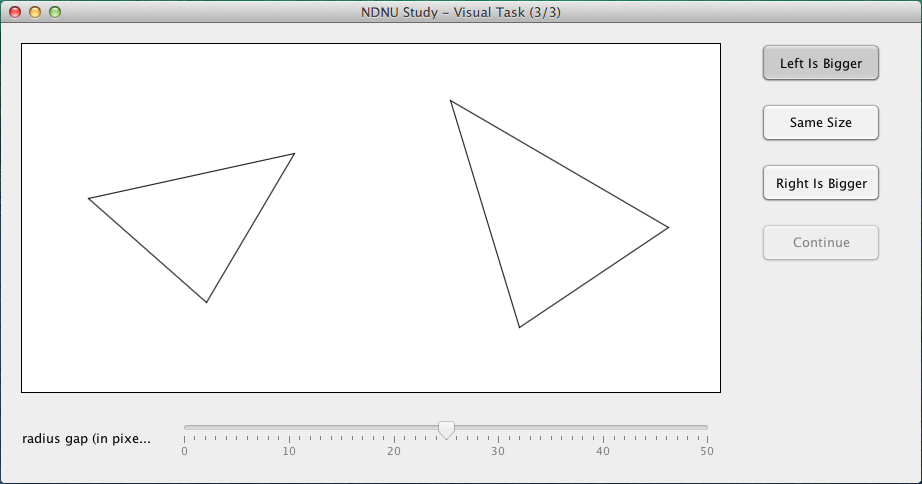 NDNU Study - Visual Task (3/3)
Left Is Bigger
Same Size
Right Is Bigger
Continue
radius gap (in pixe...
0 10 20 30 40 50